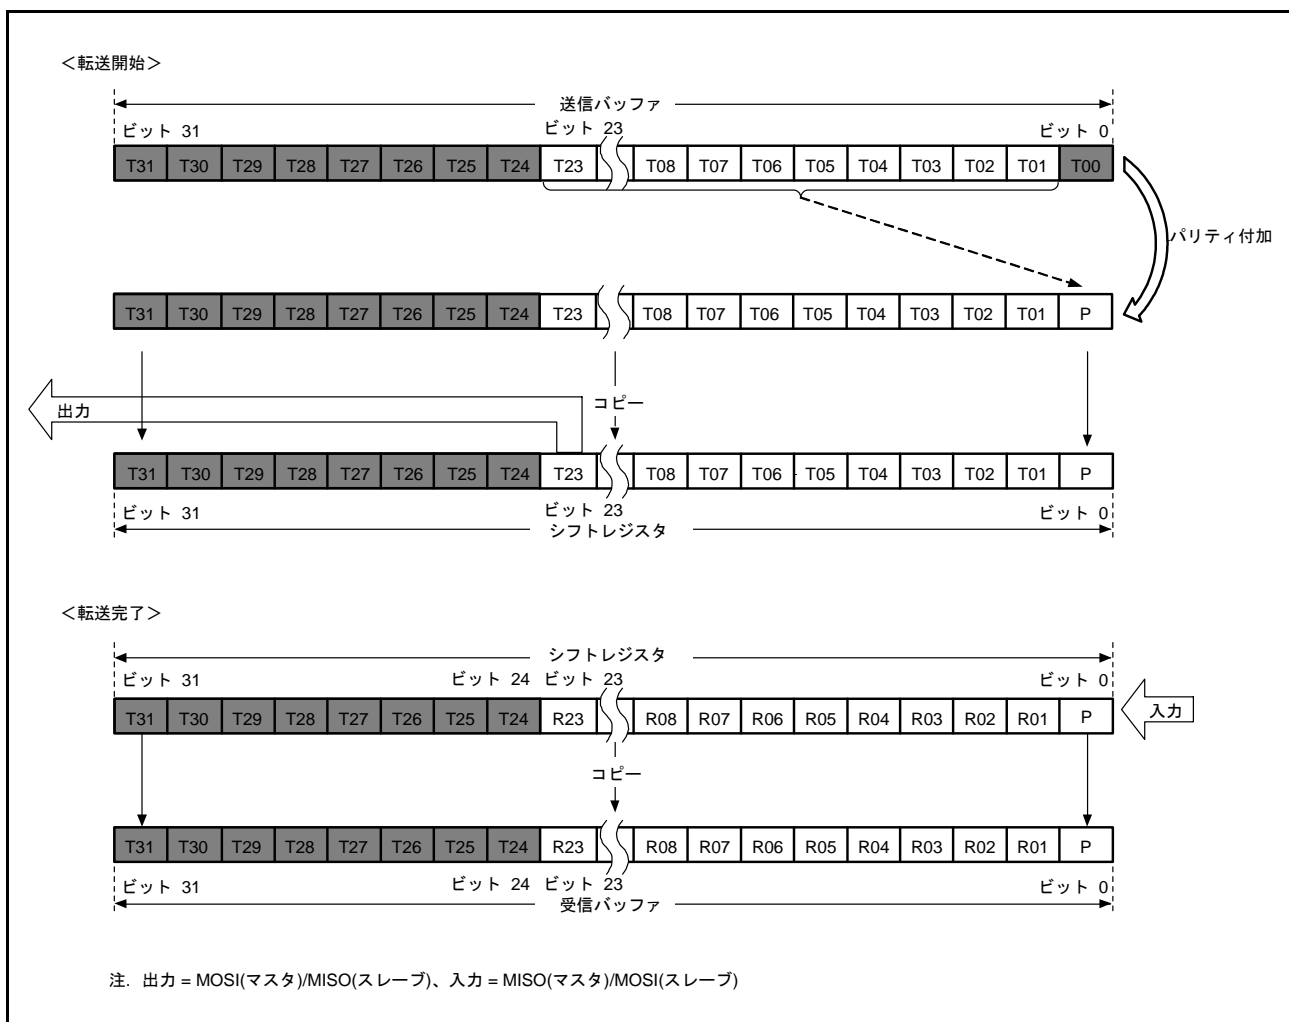 ＜転送開始＞
送信バッファ
ビット 31 ビット 23 ビット 0
T31 T30 T29 T28 T27 T26 T25 T24 T23 T08 T07 T06 T05 T04 T03 T02 T01 T00
パリティ付加
T31 T30 T29 T28 T27 T26 T25 T24 T23 T08 T07 T06 T05 T04 T03 T02 T01 P
コピー
出力
T31 T30 T29 T28 T27 T26 T25 T24 T23 T08 T07 T06 T05 T04 T03 T02 T01 P
ビット 31 ビット 23 ビット 0
シフトレジスタ
＜転送完了＞
シフトレジスタ
ビット 31 ビット 24 ビット 23 ビット 0
T31 T30 T29 T28 T27 T26 T25 T24 R23 R08 R07 R06 R05 R04 R03 R02 R01 P
入力
コピー
T31 T30 T29 T28 T27 T26 T25 T24 R23 R08 R07 R06 R05 R04 R03 R02 R01 P
ビット 31 ビット 24 ビット 23 ビット 0
受信バッファ
注. 出力 = MOSI(マスタ)/MISO(スレーブ)、入力 = MISO(マスタ)/MOSI(スレーブ)